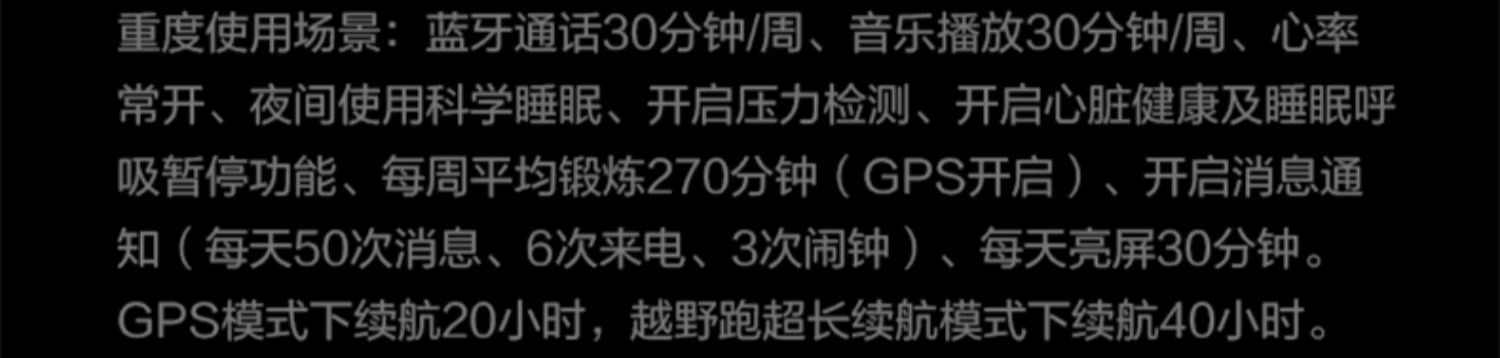 重度使用场景：蓝牙通话30分钟/周、音乐播放30分钟/周、心率
常开、夜间使用科学睡眠、开启压力检测、开启心脏健康及睡眠呼
吸暂停功能、每周平均锻炼270分钟（GPS开启）、开启消息通
知（每天50次消息、6次来电、3次闹钟）、每天亮屏30分钟。
GPS模式下续航20小时，越野跑超长续航模式下续航40小时。